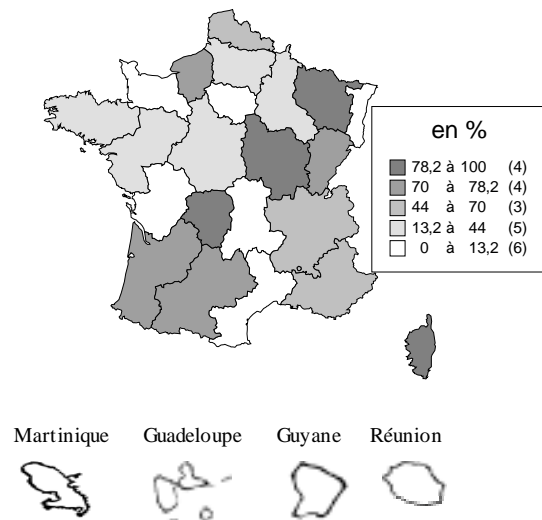 en %
78,2 à 100 (4)
70 à 78,2 (4)
44 à 70 (3)
13,2 à 44 (5)
0 à 13,2 (6)
Martinique Guadeloupe Guyane Réunion